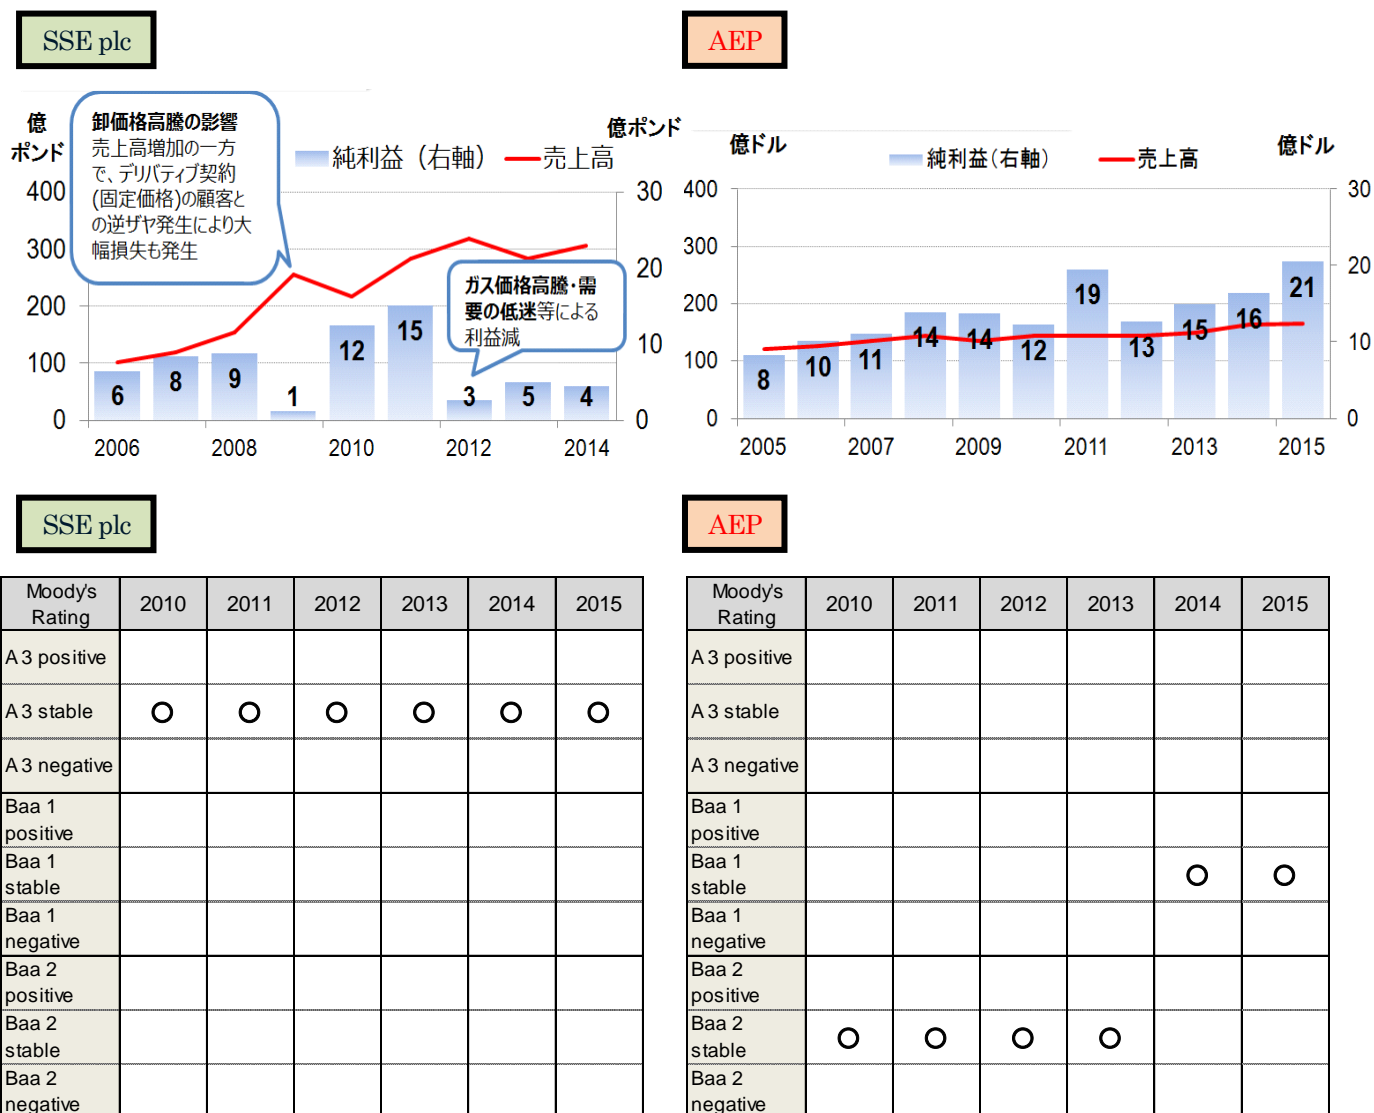 SSE plc
億
ポンド
卸価格高騰の影響
売上高増加の一方
で、デリバティブ契約
(固定価格)の顧客と
の逆ザヤ発生により大
幅損失も発生
純利益（右軸）
売上高
億ポンド
400
300
200
100
0
30
20
10
0
ガス価格高騰・需
要の低迷等による
利益減
6
8
9
1
12
15
3
5
4
2006
2008
2010
2012
2014
AEP
億ドル
純利益（右軸）
売上高
億ドル
400
300
200
100
0
30
20
10
0
8
10
11
14
14
12
19
13
15
16
21
2005
2007
2009
2011
2013
2015
SSE plc
Moody's
Rating
2010 2011 2012 2013 2014 2015
A3 positive
A3 stable ○ ○ ○ ○ ○ ○
A3 negative
Baa 1
positive
Baa 1
stable
Baa 1
negative
Baa 2
positive
Baa 2
stable
Baa 2
negative
AEP
Moody's
Rating
2010 2011 2012 2013 2014 2015
A3 positive
A3 stable
A3 negative
Baa 1
positive
Baa 1
stable ○ ○
Baa 1
negative
Baa 2
positive
Baa 2
stable ○ ○ ○ ○
Baa 2
negative